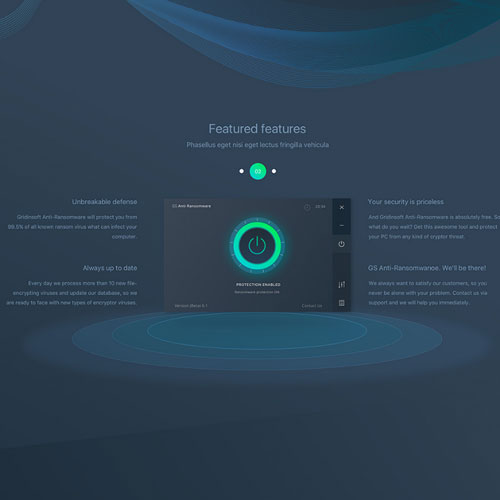 Featured features
Phasellus eget nisi eget lectus fringilla vehicula
02
Unbreakable defense
Gridinsoft Anti-Ransomware will protect you from
99.5% of all known ransom virus what can infect your
computer.
Always up to date
Every day we process more than 10 new file-
encrypting viruses and update our database, so we
are ready to face with new types of encryptor viruses.
GS Anti-Ransomware
PROTECTION ENABLED
Ransomware protection
Contact Us
Your security is priceless
And Gridinsoft Anti-Ransomware is absolutely free. So
what do you wait? Get this awesome tool and protect
your PC from any kind of cryptor threat.
GS Anti-Ransomwaree. We'll be there!
We always want to satisfy our customers, so you
never be alone with your problem. Contact us via
support and we will help you immediately.